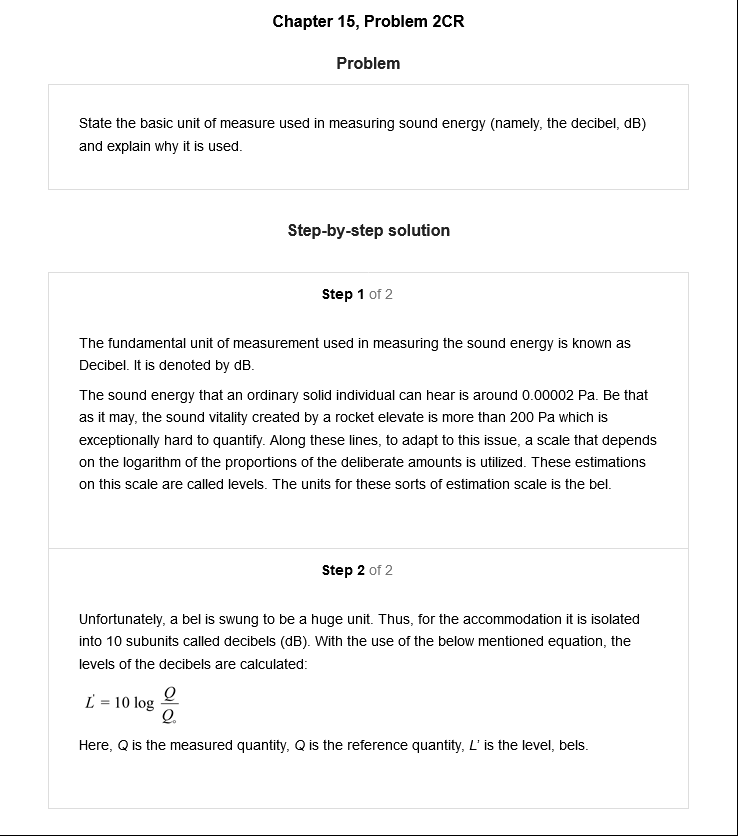 Chapter 15, Problem 2CR
Problem
State the basic unit of measure used in measuring sound energy (namely, the decibel, dB)
and explain why it is used.
Step-by-step solution
Step 1 of 2
The fundamental unit of measurement used in measuring the sound energy is known as
Decibel. It is denoted by dB.
The sound energy that an ordinary solid individual can hear is around 0.00002 Pa. Be that
as it may, the sound vitality created by a rocket elevate is more than 200 Pa which is
exceptionally hard to quantify. Along these lines, to adapt to this issue, a scale that depends
on the logarithm of the proportions of the deliberate amounts is utilized. These estimations
on this scale are called levels. The units for these sorts of estimation scale is the bel.
Step 2 of 2
Unfortunately, a bel is swung to be a huge unit. Thus, for the accommodation it is isolated
into 10 subunits called decibels (dB). With the use of the below mentioned equation, the
levels of the decibels are calculated:
L' = 10 log Q/Q₀
Here, Q is the measured quantity, Q is the reference quantity, L' is the level, bels.